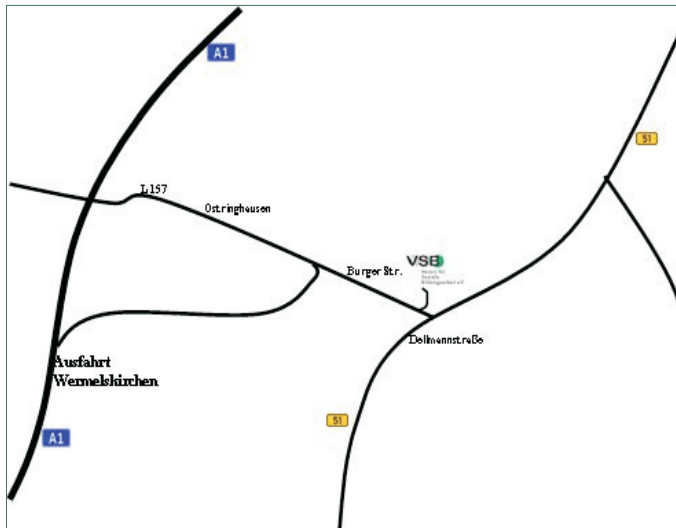 A1
51
L 157
Ostringhausen
VSB
Burger Str.
Dellmannstraße
Ausfahrt
Wermelskirchen
51
A1